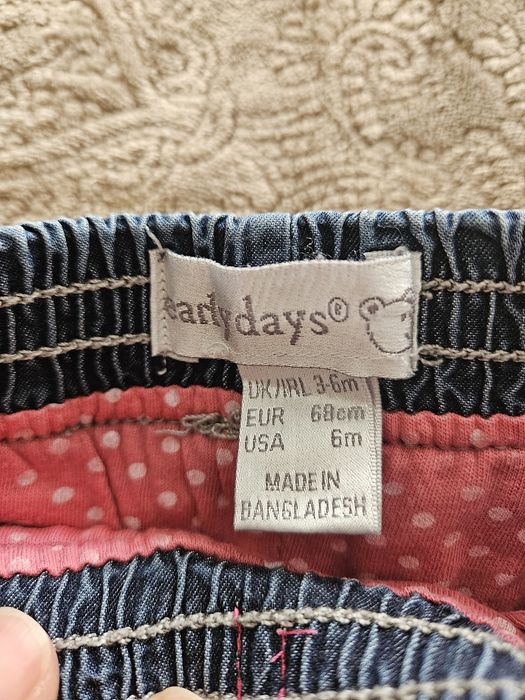 earlydays®
UK/IRL 3-6m
EUR 68cm
USA 6m
MADE IN
BANGLADESH